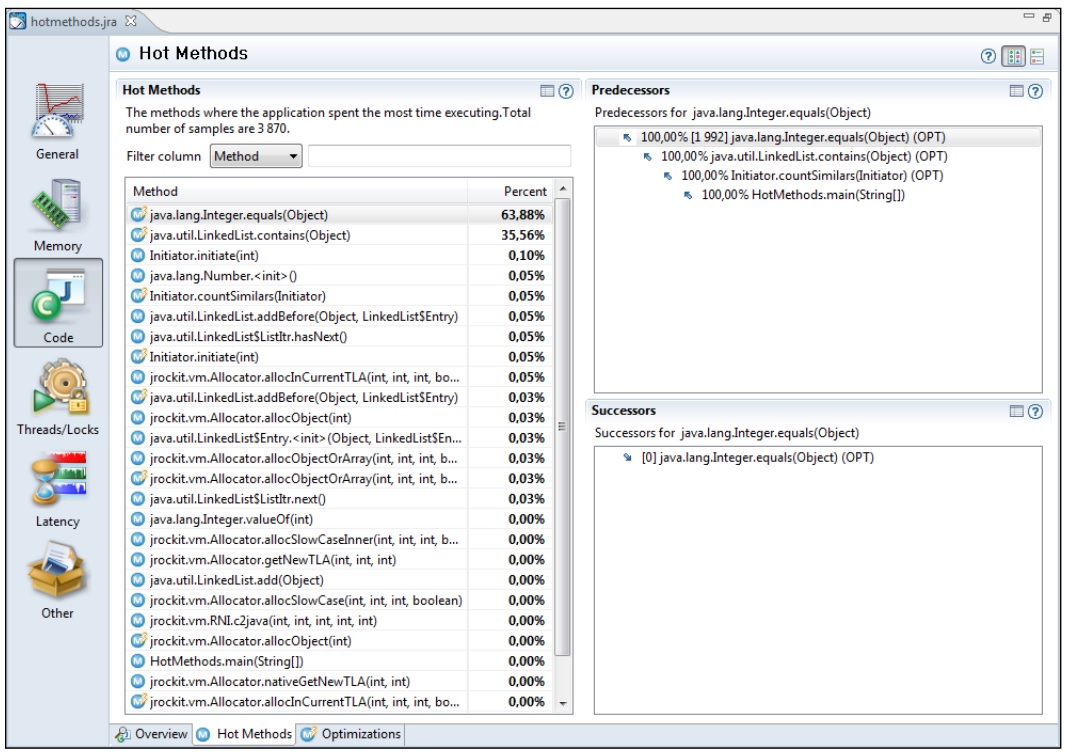 hotmethods.jra
Hot Methods
General
Memory
Code
Threads/Locks
Latency
Other
Hot Methods
The methods where the application spent the most time executing.Total
number of samples are 3 870.
Filter column Method
Method Percent
java.lang.Integer.equals(Object) 63,88%
java.util.LinkedList.contains(Object) 35,56%
Initiator.initiate(int) 0,10%
java.lang.Number.<init>() 0,05%
Initiator.countSimilars(Initiator) 0,05%
java.util.LinkedList.addBefore(Object, LinkedList$Entry) 0,05%
java.util.LinkedList$ListItr.hasNext() 0,05%
Initiator.initiate(int) 0,05%
jrockit.vm.Allocator.allocInCurrentTLA(int, int, int, bo... 0,05%
java.util.LinkedList.addBefore(Object, LinkedList$Entry) 0,03%
jrockit.vm.Allocator.allocObject(int) 0,03%
java.util.LinkedList$Entry.<init>(Object, LinkedList$En... 0,03%
jrockit.vm.Allocator.allocObjectOrArray(int, int, int, b... 0,03%
jrockit.vm.Allocator.allocObjectOrArray(int, int, int, b... 0,03%
java.util.LinkedList$ListItr.next() 0,03%
java.lang.Integer.valueOf(int) 0,00%
jrockit.vm.Allocator.allocSlowCaseInner(int, int, int, b... 0,00%
jrockit.vm.Allocator.getNewTLA(int, int, int) 0,00%
java.util.LinkedList.add(Object) 0,00%
jrockit.vm.Allocator.allocSlowCase(int, int, int, boolean) 0,00%
jrockit.vm.RNI.c2java(int, int, int, int, int) 0,00%
jrockit.vm.Allocator.allocObject(int) 0,00%
HotMethods.main(String[]) 0,00%
jrockit.vm.Allocator.nativeGetNewTLA(int, int) 0,00%
jrockit.vm.Allocator.allocInCurrentTLA(int, int, int, bo... 0,00%
Predecessors
Predecessors for java.lang.Integer.equals(Object)
100,00% [1 992] java.lang.Integer.equals(Object) (OPT)
100,00% java.util.LinkedList.contains(Object) (OPT)
100,00% Initiator.countSimilars(Initiator) (OPT)
100,00% HotMethods.main(String[])
Successors
Successors for java.lang.Integer.equals(Object)
[0] java.lang.Integer.equals(Object) (OPT)
Overview Hot Methods Optimizations